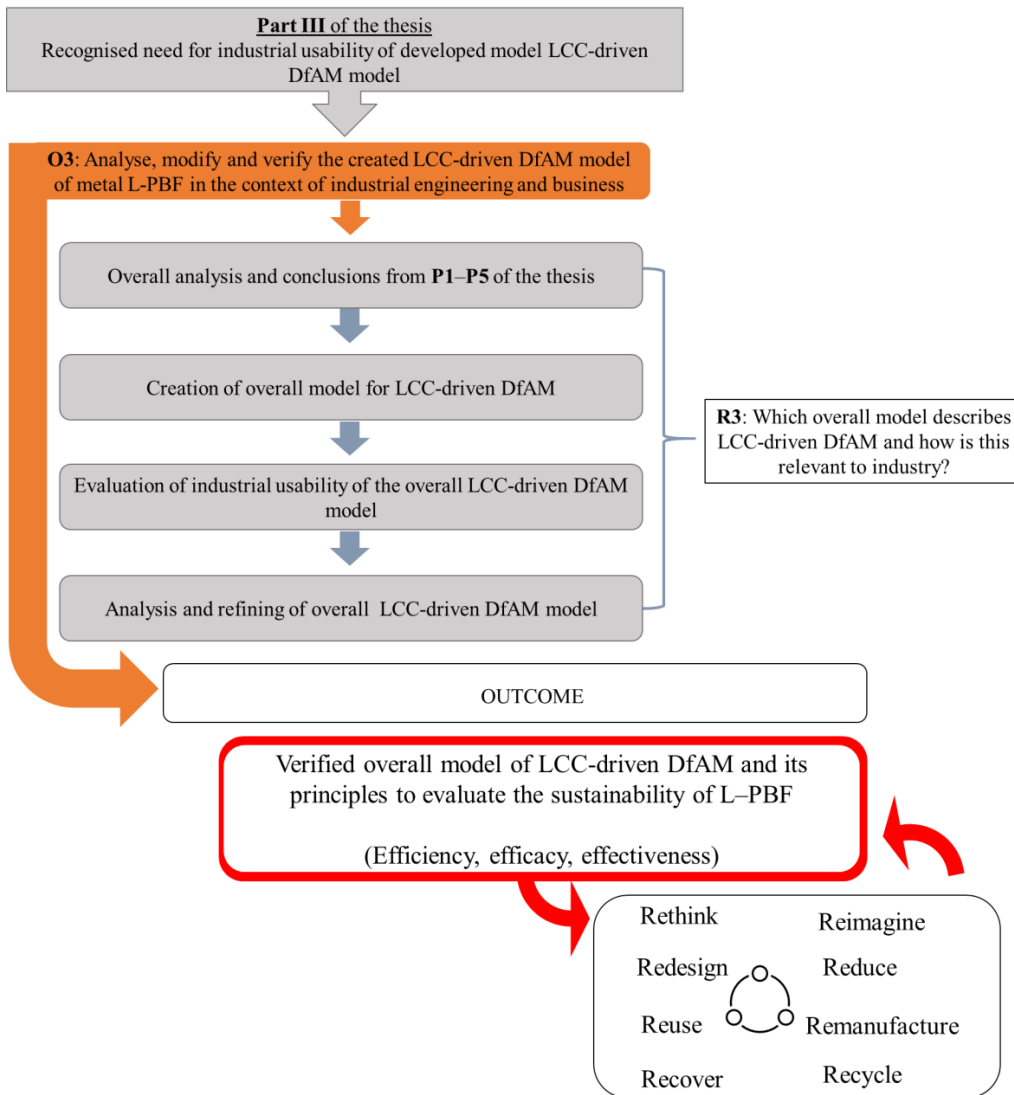 Part III of the thesis
Recognised need for industrial usability of developed model LCC-driven
DfAM model
O3: Analyse, modify and verify the created LCC-driven DfAM model
of metal L-PBF in the context of industrial engineering and business
Overall analysis and conclusions from P1–P5 of the thesis
Creation of overall model for LCC-driven DfAM
Evaluation of industrial usability of the overall LCC-driven DfAM
model
Analysis and refining of overall LCC-driven DfAM model
R3: Which overall model describes
LCC-driven DfAM and how is this
relevant to industry?
OUTCOME
Verified overall model of LCC-driven DfAM and its
principles to evaluate the sustainability of L–PBF
(Efficiency, efficacy, effectiveness)
Rethink
Reimagine
Redesign
Reduce
Reuse
Remanufacture
Recover
Recycle